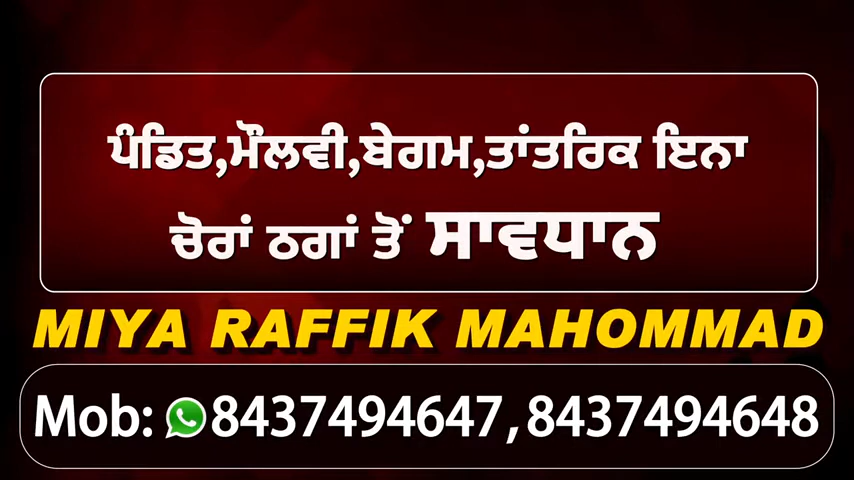 ਪੰਡਿਤ,ਮੌਲਵੀ,ਬੇਗਮ,ਤਾਂਤਰਿਕ ਇਨਾ
ਚੋਰਾਂ ਠਗਾਂ ਤੋਂ ਸਾਵਧਾਨ
MIYA RAFFIK MAHOMMAD
Mob: 8437494647, 8437494648